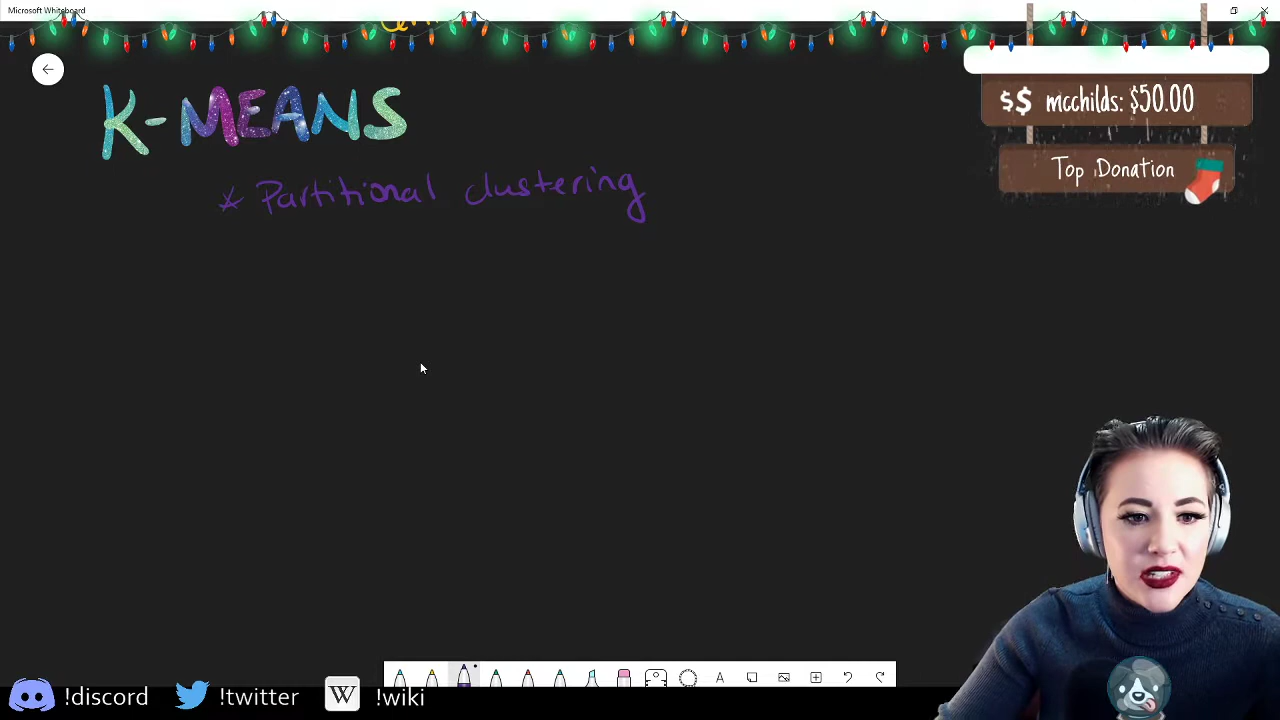 Microsoft Whiteboard
K-MEANS
* Partitional clustering
$$ mcchilds: $50.00
Top Donation
A
!discord
!twitter
W !wiki